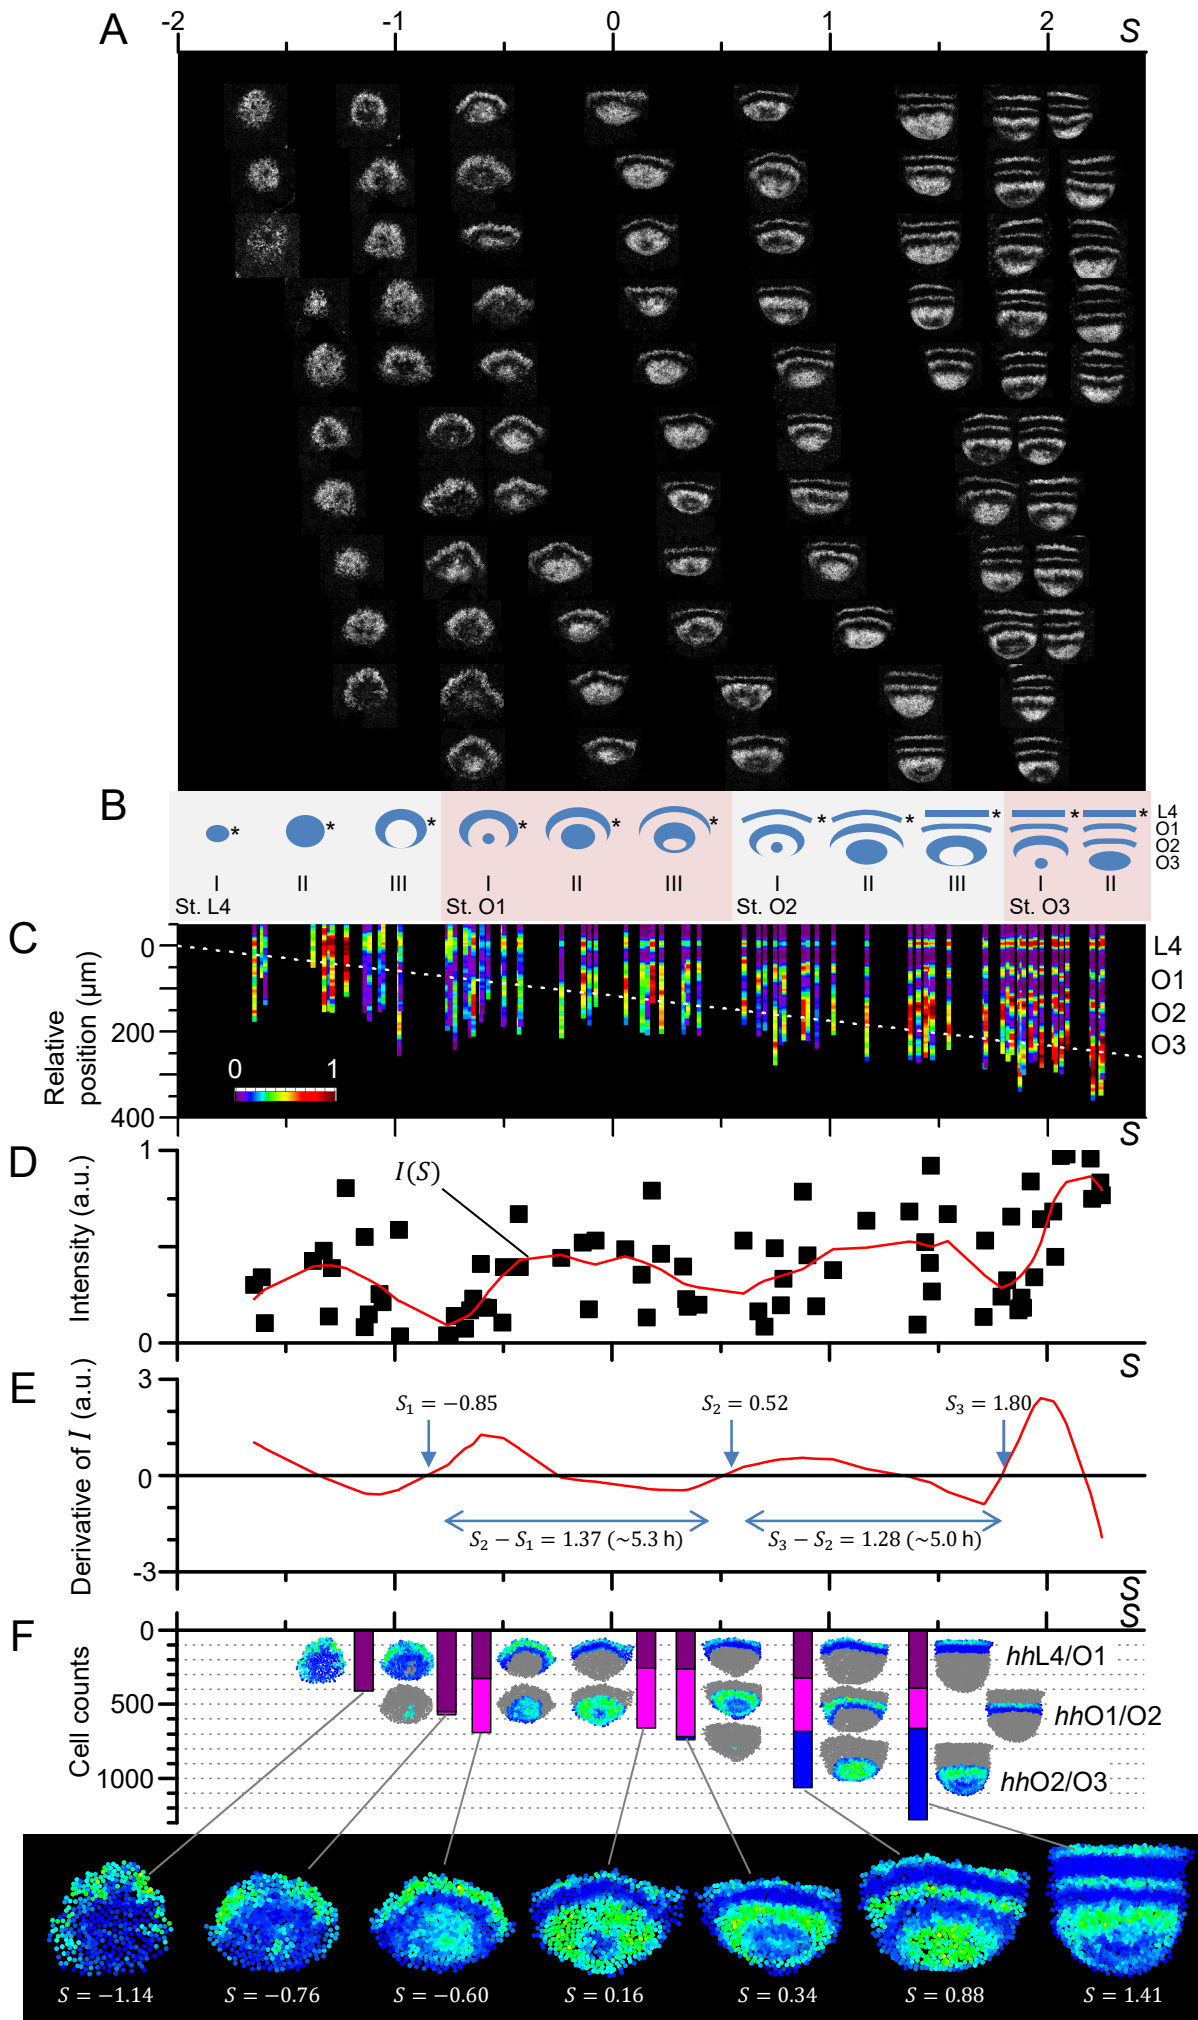 A
-2 -1 0 1 2 S
B
* * * * * * * * * * *
L4
O1
O2
O3
I II III I II III I II III I II
St. L4 St. O1 St. O2 St. O3
C
Relative position (μm)
0
200
400
0 1
L4
O1
O2
O3
S
D
Intensity (a.u.)
1
0
I(S)
S
E
Derivative of I (a.u.)
3
0
-3
S₁ = −0.85 S₂ = 0.52 S₃ = 1.80
S₂ − S₁ = 1.37 (~5.3 h) S₃ − S₂ = 1.28 (~5.0 h)
S
S
F
Cell counts
0
500
1000
hhL4/O1
hhO1/O2
hhO2/O3
S = −1.14 S = −0.76 S = −0.60 S = 0.16 S = 0.34 S = 0.88 S = 1.41